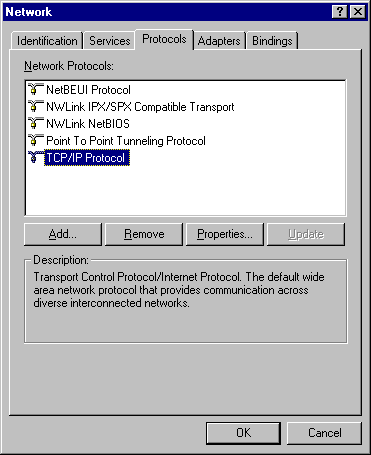 Network
Identification Services Protocols Adapters Bindings
Network Protocols:
NetBEUI Protocol
NWLink IPX/SPX Compatible Transport
NWLink NetBIOS
Point To Point Tunneling Protocol
TCP/IP Protocol
Add... Remove Properties... Update
Description:
Transport Control Protocol/Internet Protocol. The default wide
area network protocol that provides communication across
diverse interconnected networks.
OK Cancel